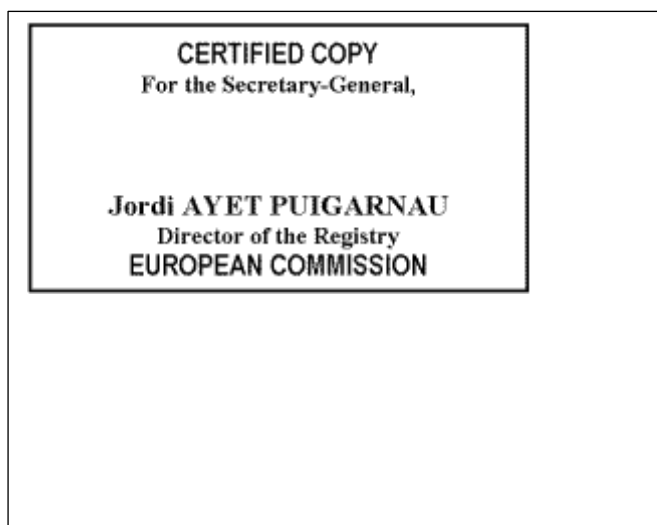 CERTIFIED COPY
For the Secretary-General,
Jordi AYET PUIGARNAU
Director of the Registry
EUROPEAN COMMISSION